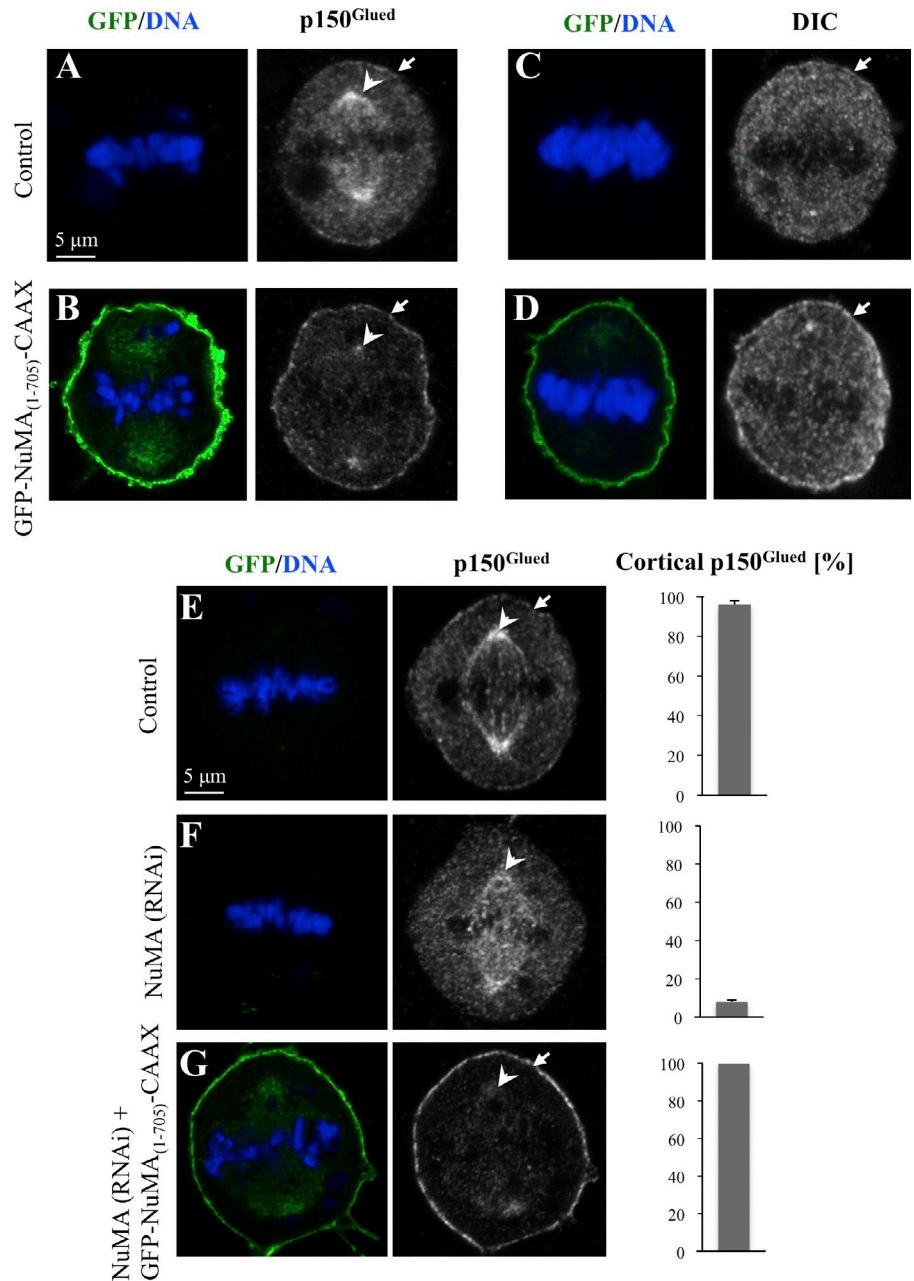 GFP/DNA p150Glued GFP/DNA DIC
Control
A C
5 µm
GFP-NuMA(1-705)-CAAX
B D
GFP/DNA p150Glued Cortical p150Glued [%]
Control
E
5 µm
100
80
60
40
20
0
NuMA (RNAi)
F
100
80
60
40
20
0
NuMA (RNAi) +
GFP-NuMA(1-705)-CAAX
G
100
80
60
40
20
0